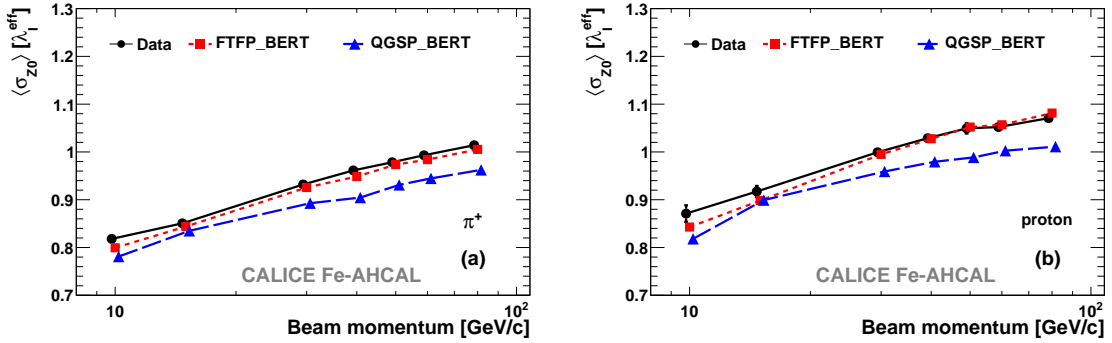 ⟨σ_Z0⟩ [λ_I^eff]
1.3
1.2
1.1
1
0.9
0.8
0.7
Data
FTFP_BERT
QGSP_BERT
π⁺
(a)
CALICE Fe-AHCAL
10
10²
Beam momentum [GeV/c]
⟨σ_Z0⟩ [λ_I^eff]
1.3
1.2
1.1
1
0.9
0.8
0.7
Data
FTFP_BERT
QGSP_BERT
proton
(b)
CALICE Fe-AHCAL
10
10²
Beam momentum [GeV/c]